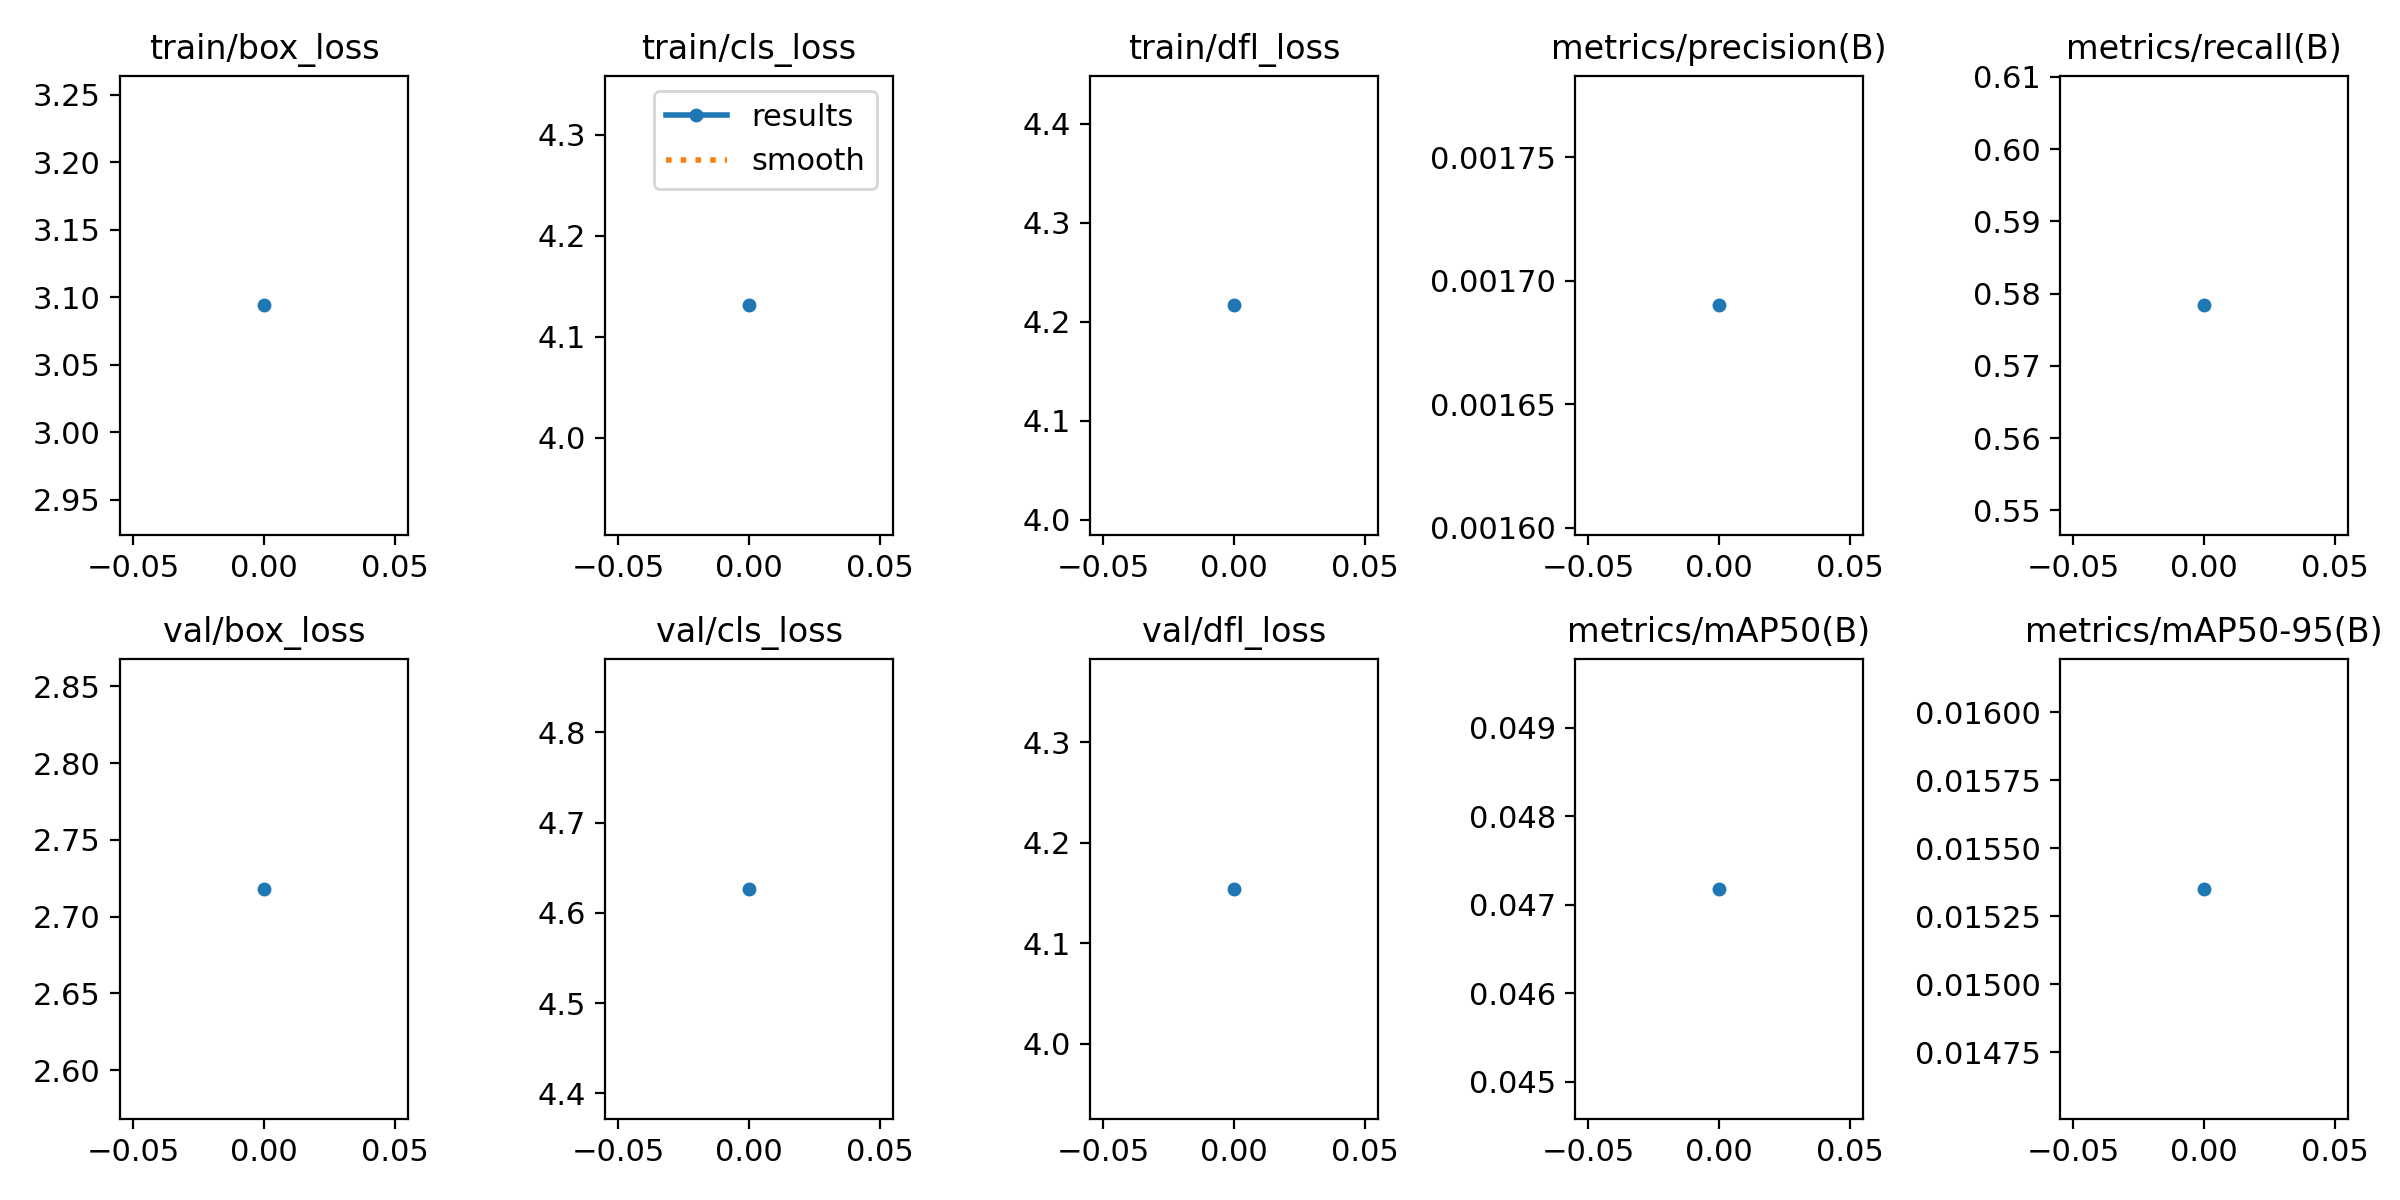 train/box_loss
3.25
3.20
3.15
3.10
3.05
3.00
2.95
−0.05 0.00 0.05
train/cls_loss
results
smooth
4.3
4.2
4.1
4.0
−0.05 0.00 0.05
train/dfl_loss
4.4
4.3
4.2
4.1
4.0
−0.05 0.00 0.05
metrics/precision(B)
0.00175
0.00170
0.00165
0.00160
−0.05 0.00 0.05
metrics/recall(B)
0.61
0.60
0.59
0.58
0.57
0.56
0.55
−0.05 0.00 0.05
val/box_loss
2.85
2.80
2.75
2.70
2.65
2.60
−0.05 0.00 0.05
val/cls_loss
4.8
4.7
4.6
4.5
4.4
−0.05 0.00 0.05
val/dfl_loss
4.3
4.2
4.1
4.0
−0.05 0.00 0.05
metrics/mAP50(B)
0.049
0.048
0.047
0.046
0.045
−0.05 0.00 0.05
metrics/mAP50-95(B)
0.01600
0.01575
0.01550
0.01525
0.01500
0.01475
−0.05 0.00 0.05